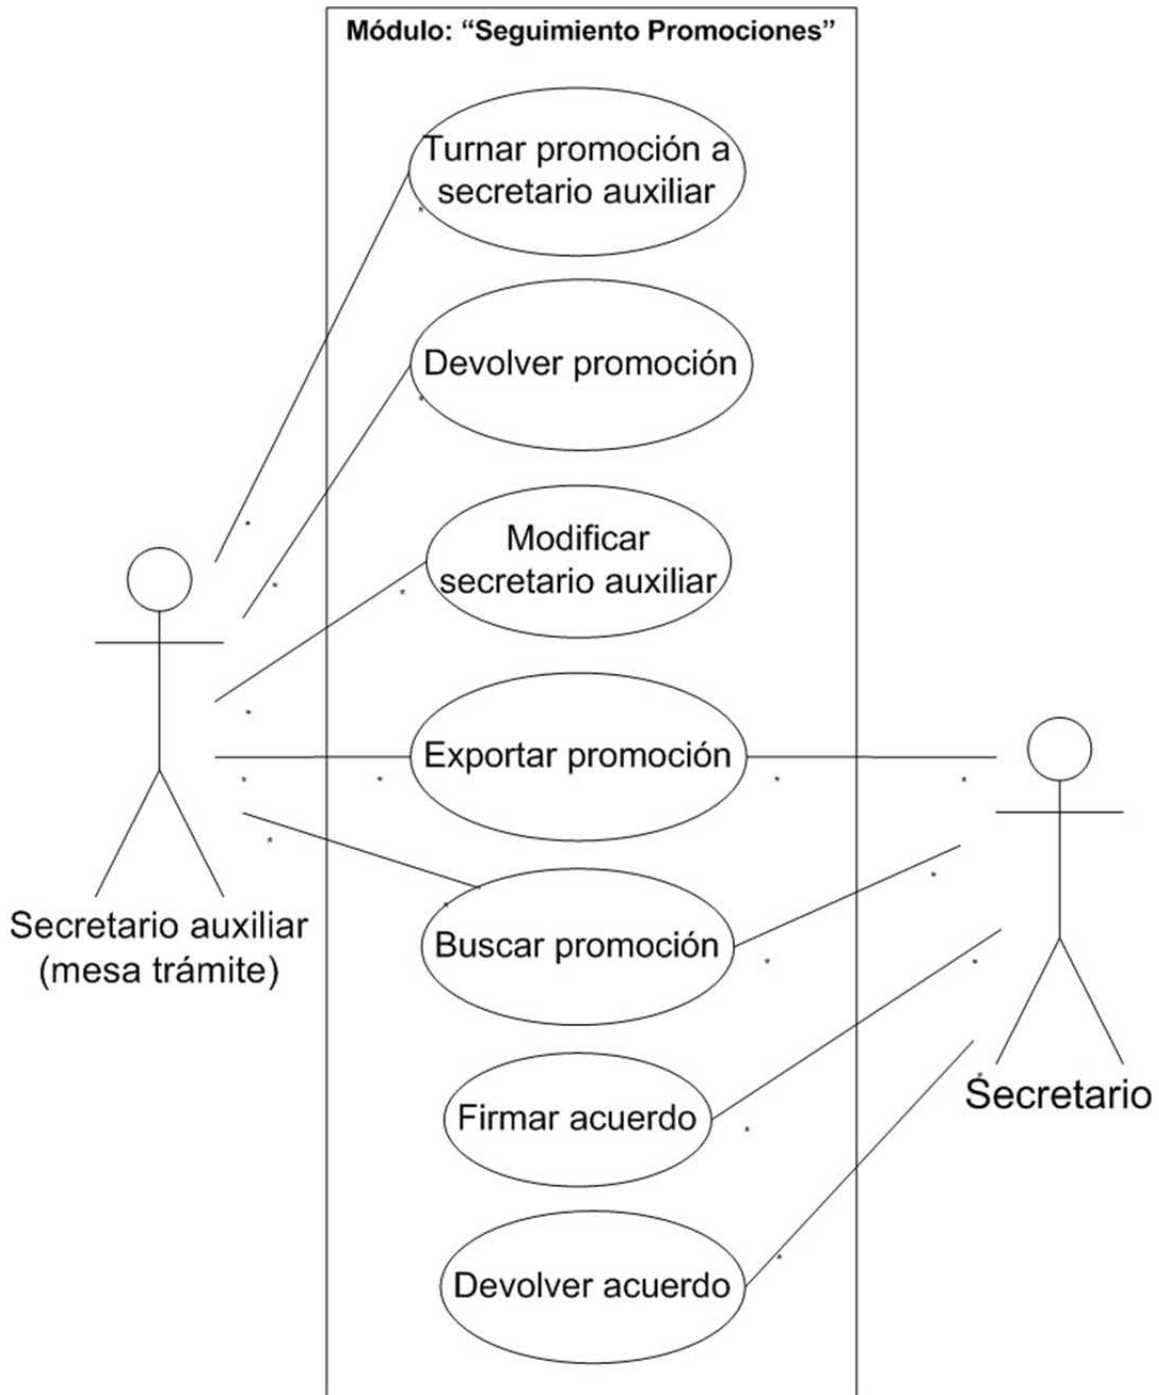 Módulo: “Seguimiento Promociones”
Turnar promoción a
secretario auxiliar
Devolver promoción
Modificar
secretario auxiliar
Exportar promoción
Buscar promoción
Firmar acuerdo
Devolver acuerdo
Secretario auxiliar
(mesa trámite)
Secretario